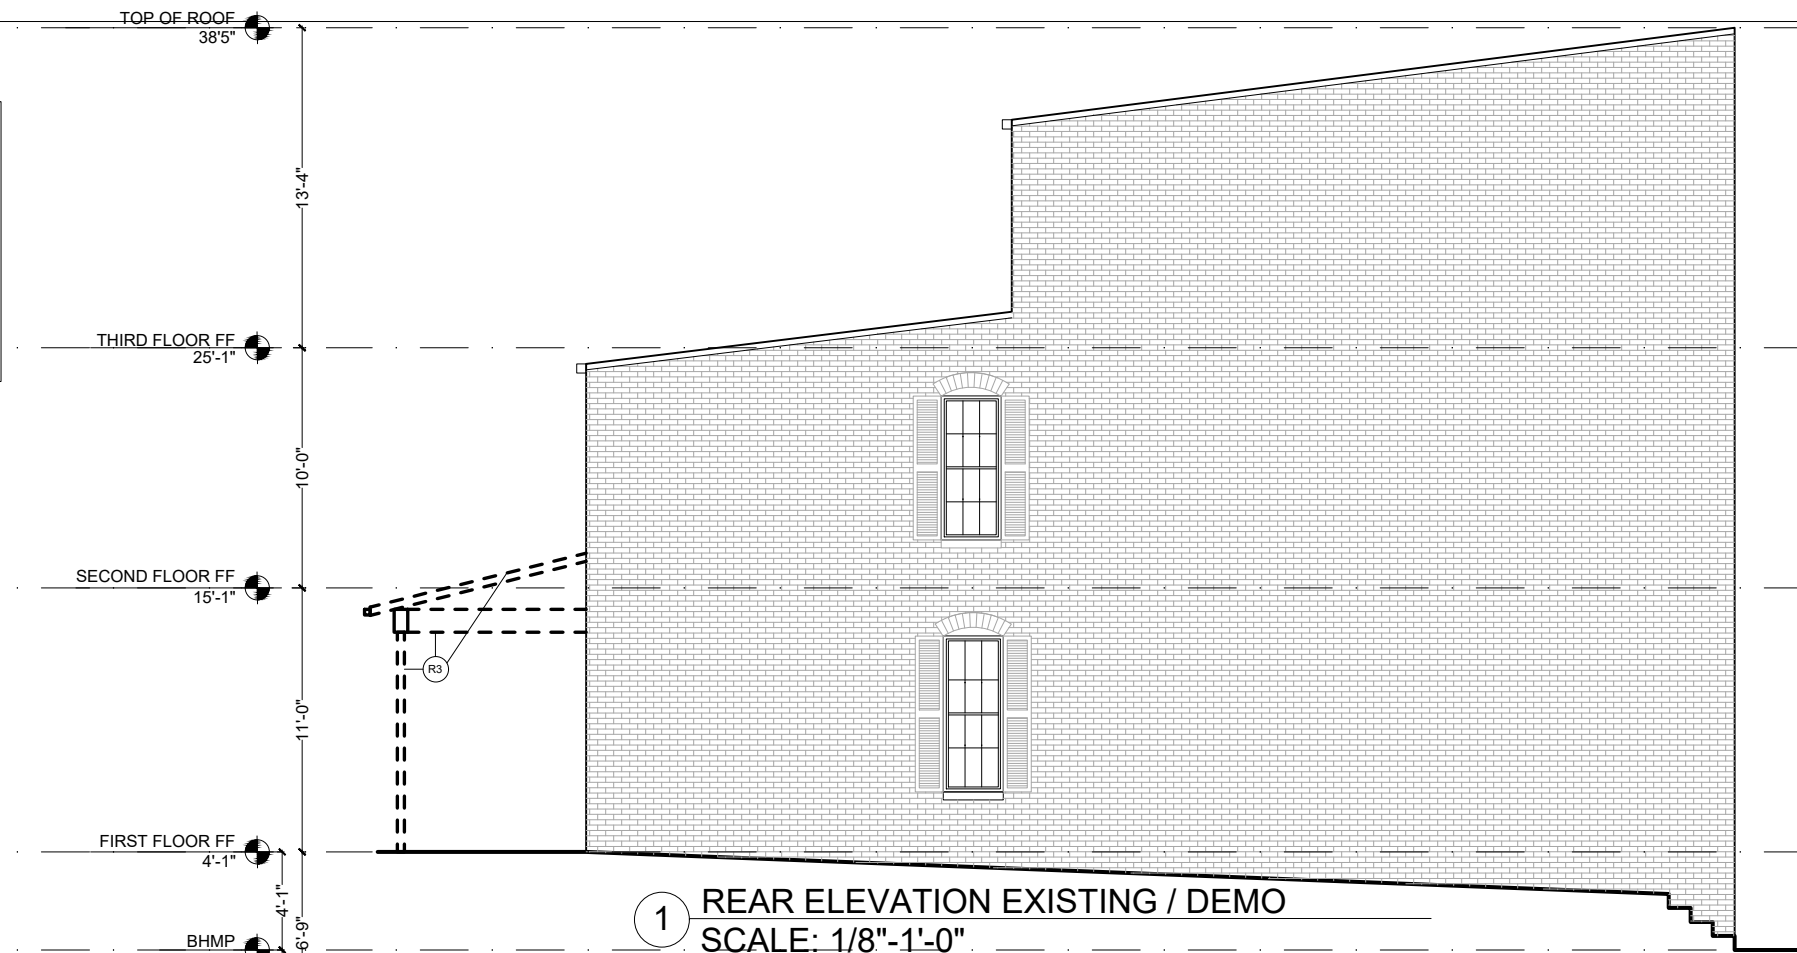 TOP OF ROOF
38'5"
13'-4"
THIRD FLOOR FF
25'-1"
10'-0"
SECOND FLOOR FF
15'-1"
R3
11'-0"
FIRST FLOOR FF
4'-1"
4'-1"
6'-9"
BHMP
1 REAR ELEVATION EXISTING / DEMO
SCALE: 1/8"-1'-0"